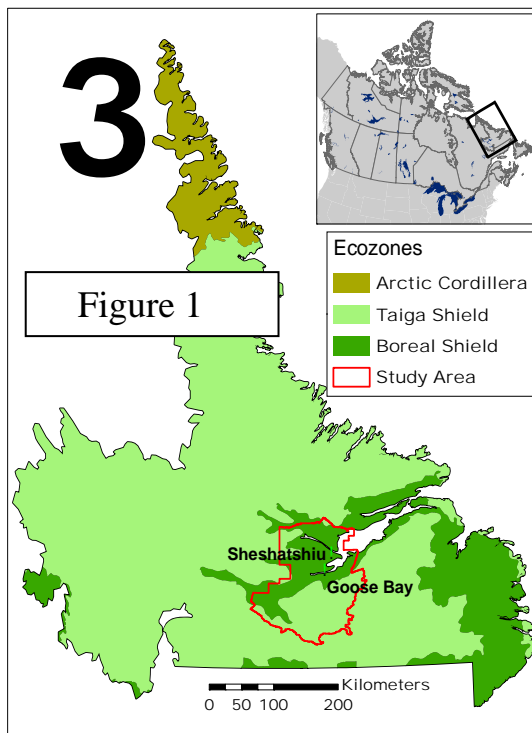 3
Figure 1
Ecozones
Arctic Cordillera
Taiga Shield
Boreal Shield
Study Area
Sheshatshiu
Goose Bay
Kilometers
0 50 100 200